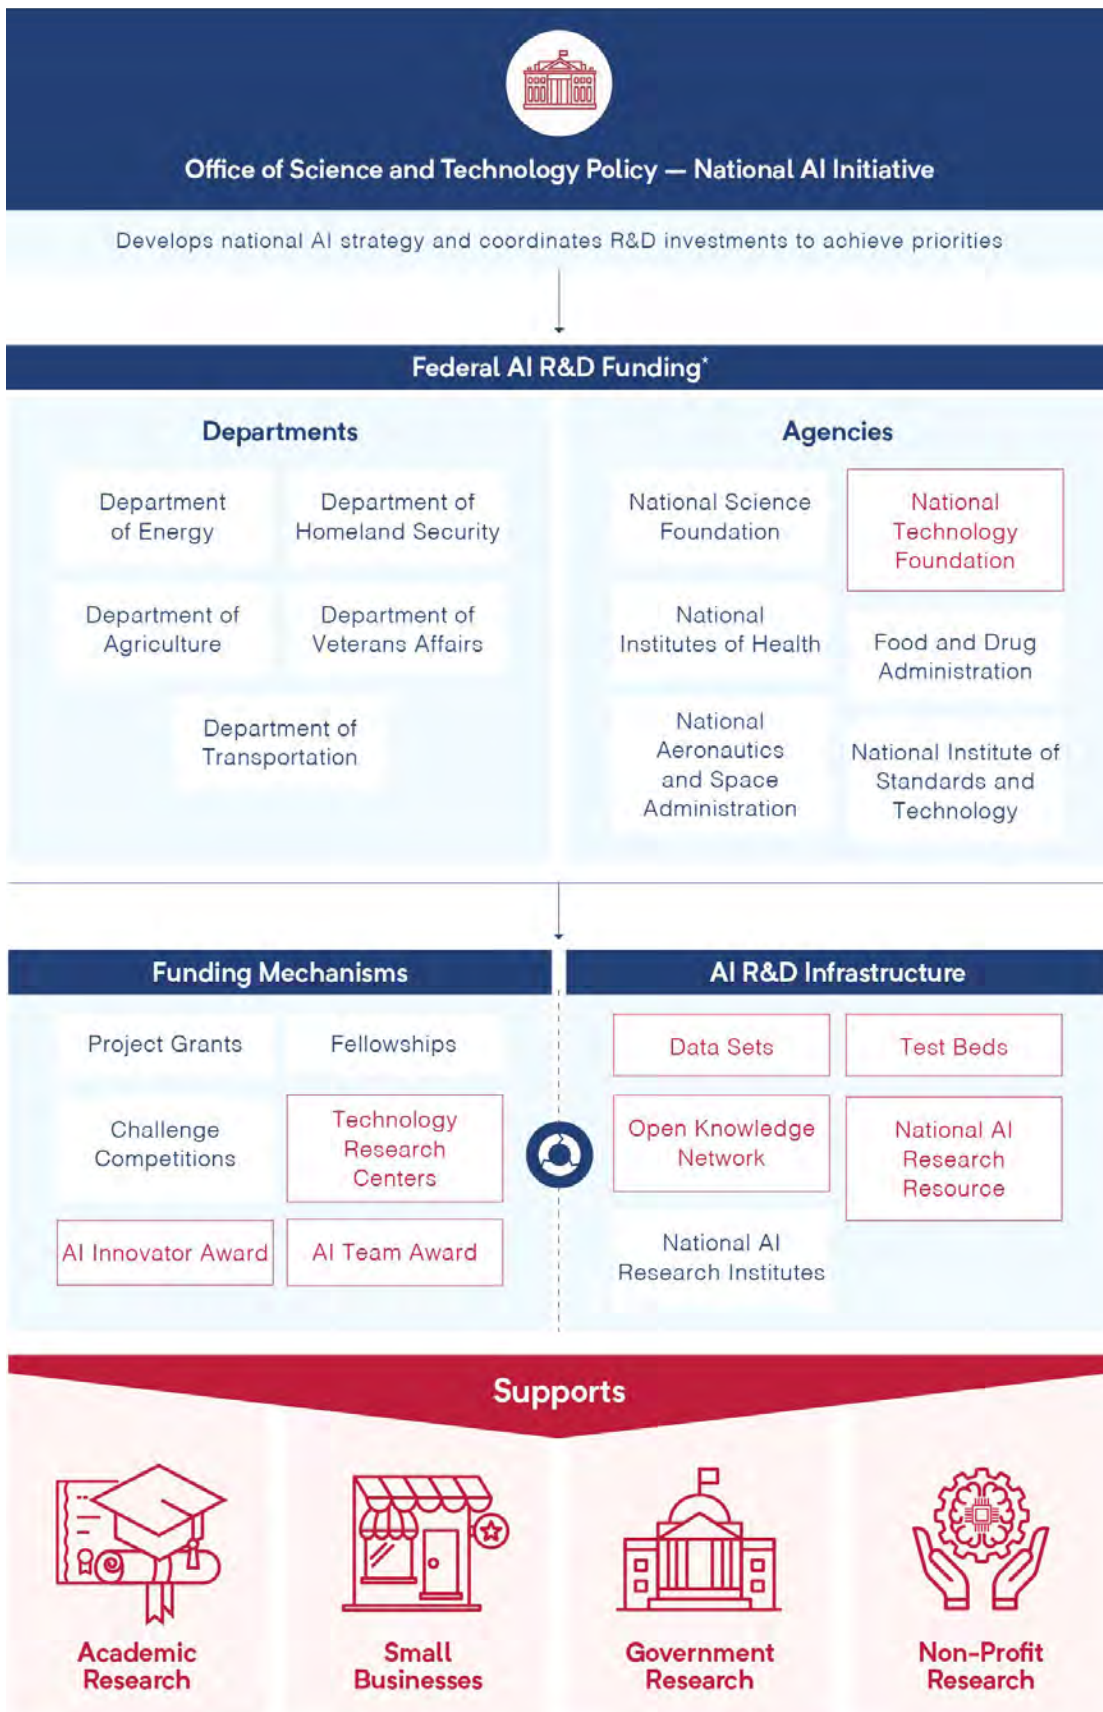 Office of Science and Technology Policy — National AI Initiative
Develops national AI strategy and coordinates R&D investments to achieve priorities
Federal AI R&D Funding*
Departments
Department
of Energy
Department of
Homeland Security
Department of
Agriculture
Department of
Veterans Affairs
Department of
Transportation
Agencies
National Science
Foundation
National
Technology
Foundation
National
Institutes of Health
Food and Drug
Administration
National
Aeronautics
and Space
Administration
National Institute of
Standards and
Technology
Funding Mechanisms
Project Grants
Fellowships
Challenge
Competitions
Technology
Research
Centers
AI Innovator Award
AI Team Award
AI R&D Infrastructure
Data Sets
Test Beds
Open Knowledge
Network
National AI
Research
Resource
National AI
Research Institutes
Supports
Academic
Research
Small
Businesses
Government
Research
Non-Profit
Research